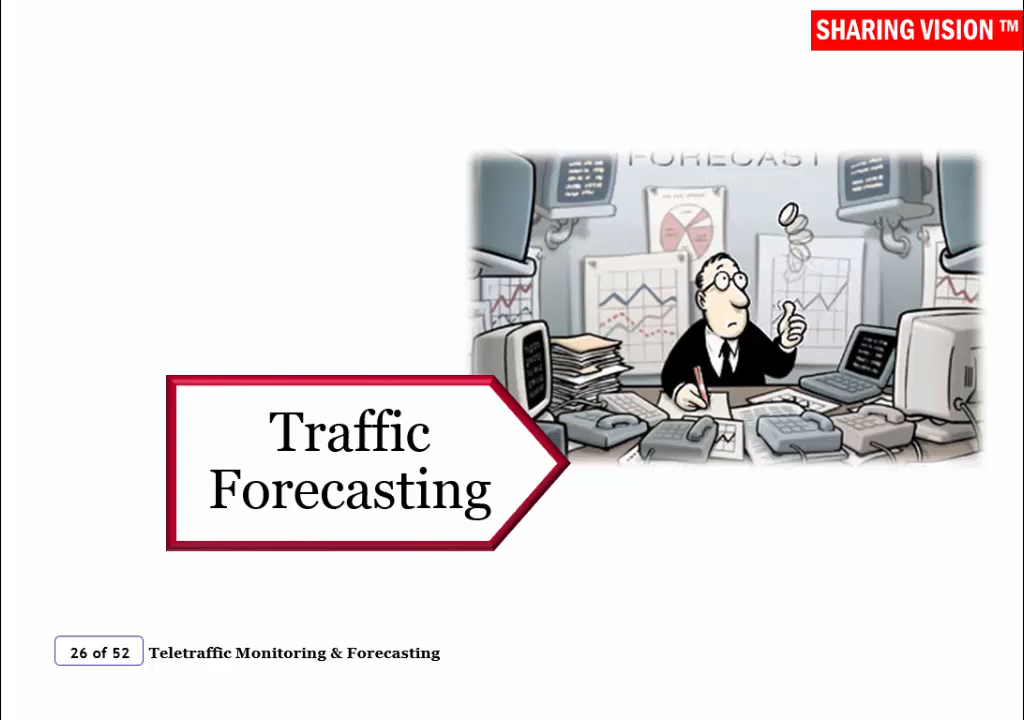 SHARING VISION ™
FORECAST
Traffic
Forecasting
26 of 52
Teletraffic Monitoring & Forecasting